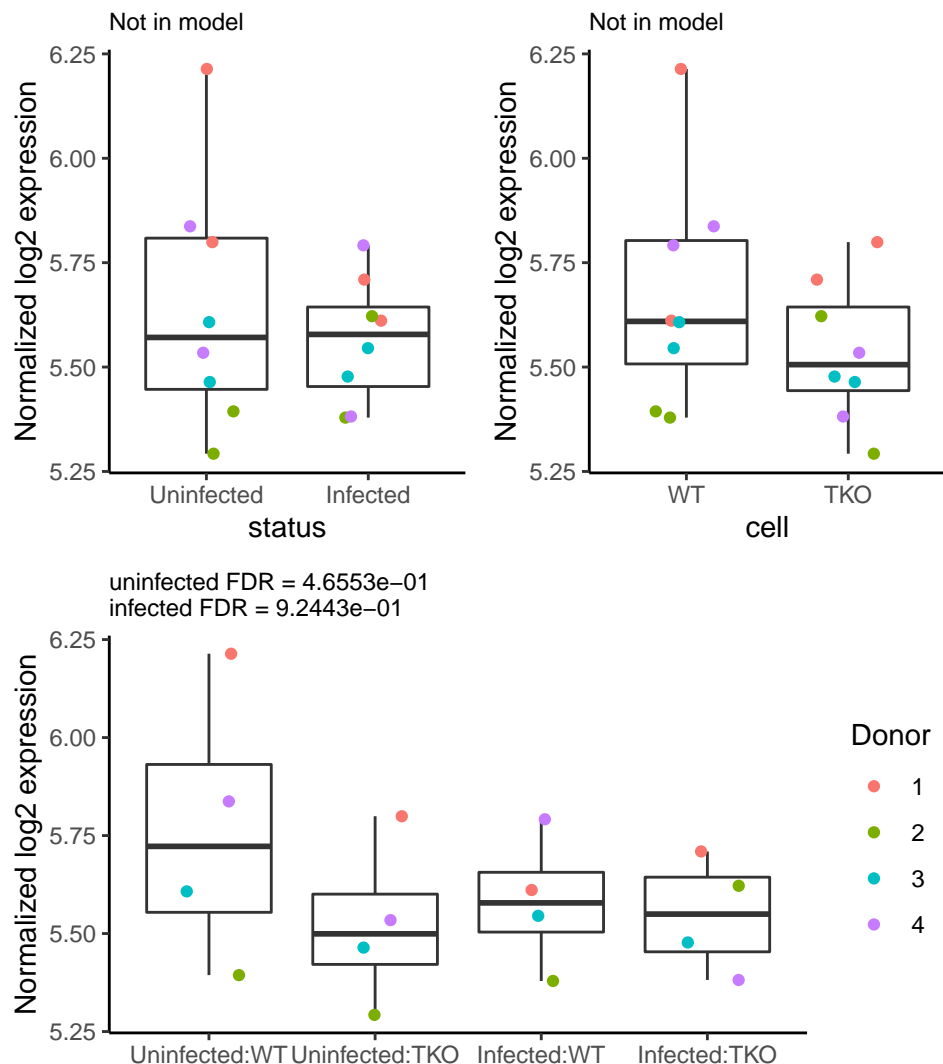 Not in model
Normalized log2 expression
6.25
6.00
5.75
5.50
5.25
Uninfected Infected
status
Not in model
Normalized log2 expression
6.25
6.00
5.75
5.50
5.25
WT TKO
cell
uninfected FDR = 4.6553e−01
infected FDR = 9.2443e−01
Normalized log2 expression
6.25
6.00
5.75
5.50
5.25
Uninfected:WT Uninfected:TKO Infected:WT Infected:TKO
Donor
1
2
3
4